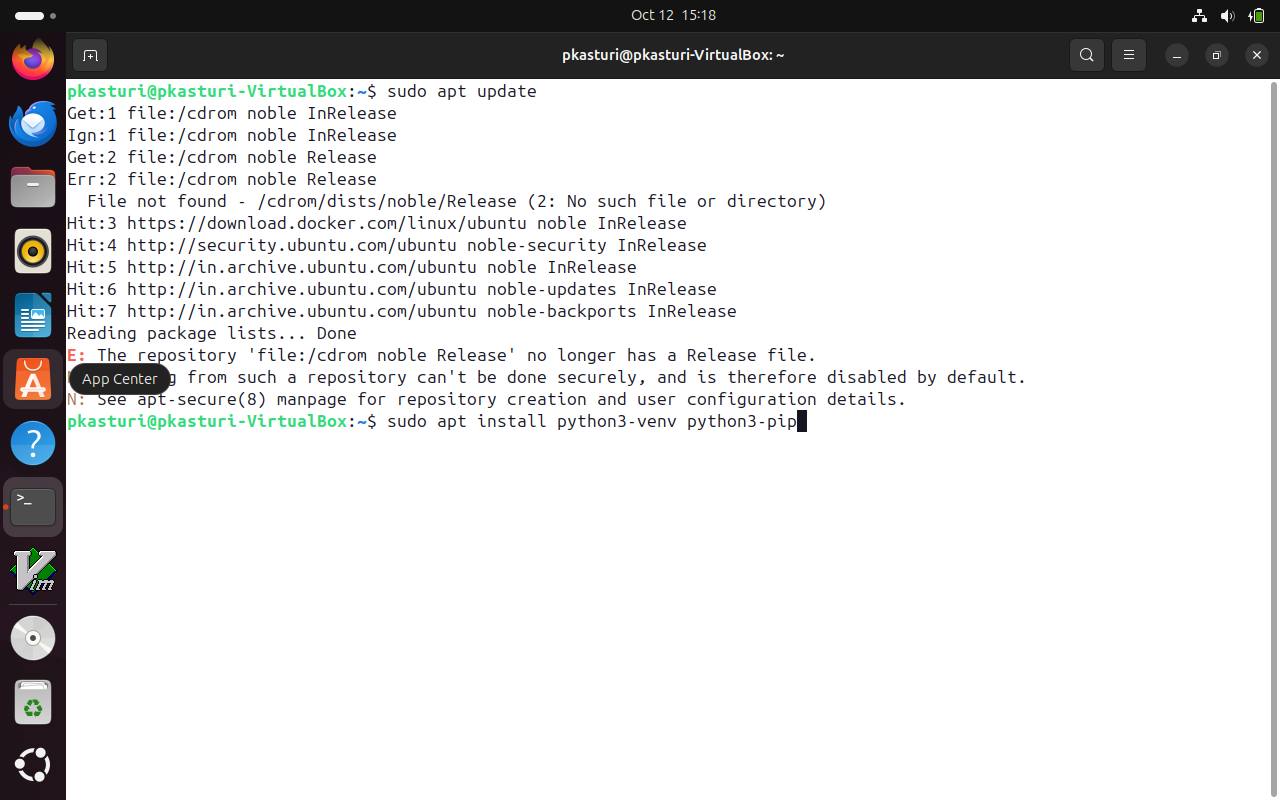 Oct 12 15:18
pkasturi@pkasturi-VirtualBox: ~
pkasturi@pkasturi-VirtualBox:~$ sudo apt update
Get:1 file:/cdrom noble InRelease
Ign:1 file:/cdrom noble InRelease
Get:2 file:/cdrom noble Release
Err:2 file:/cdrom noble Release
  File not found - /cdrom/dists/noble/Release (2: No such file or directory)
Hit:3 https://download.docker.com/linux/ubuntu noble InRelease
Hit:4 http://security.ubuntu.com/ubuntu noble-security InRelease
Hit:5 http://in.archive.ubuntu.com/ubuntu noble InRelease
Hit:6 http://in.archive.ubuntu.com/ubuntu noble-updates InRelease
Hit:7 http://in.archive.ubuntu.com/ubuntu noble-backports InRelease
Reading package lists... Done
E: The repository 'file:/cdrom noble Release' no longer has a Release file.
App Center
from such a repository can't be done securely, and is therefore disabled by default.
N: See apt-secure(8) manpage for repository creation and user configuration details.
pkasturi@pkasturi-VirtualBox:~$ sudo apt install python3-venv python3-pip